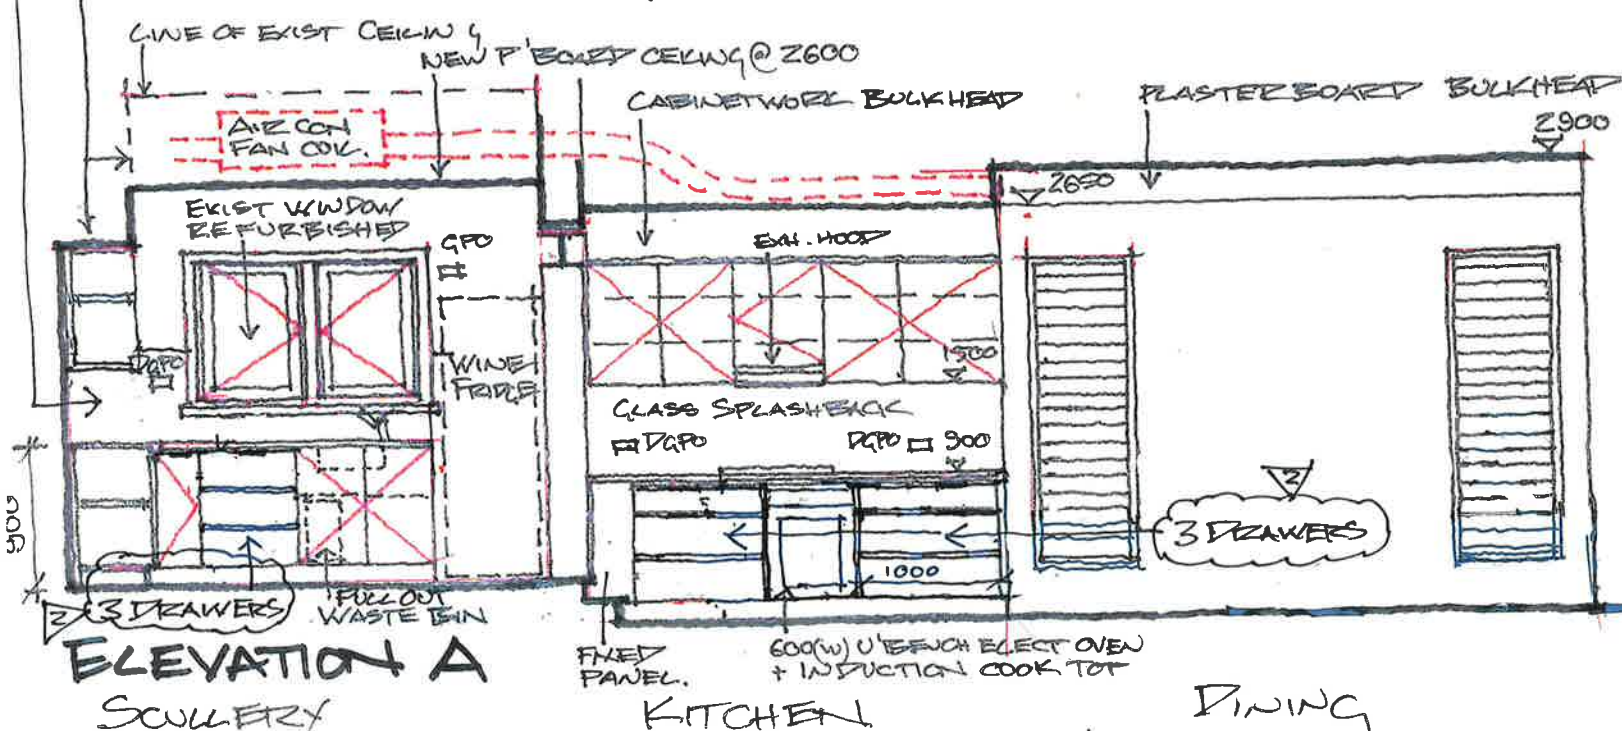 LINE OF EXIST CEILING
NEW P'BOARD CEILING @ 2600
CABINETWORK BULKHEAD
PLASTERBOARD BULKHEAD
2900
AIR CON
FAN COIL.
2650
EXIST WINDOW
REFURBISHED
GPO
EXH. HOOD
DGPO
WINE
FRIDGE
1500
GLASS SPLASHBACK
DGPO
DGPO
900
900
2
3 DRAWERS
1000
2
3 DRAWERS
PULL OUT
WASTE BIN
ELEVATION A
FIXED
PANEL.
600(W) U'BENCH ELECT OVEN
+ INDUCTION COOK TOP
SCULLERY
KITCHEN
DINING